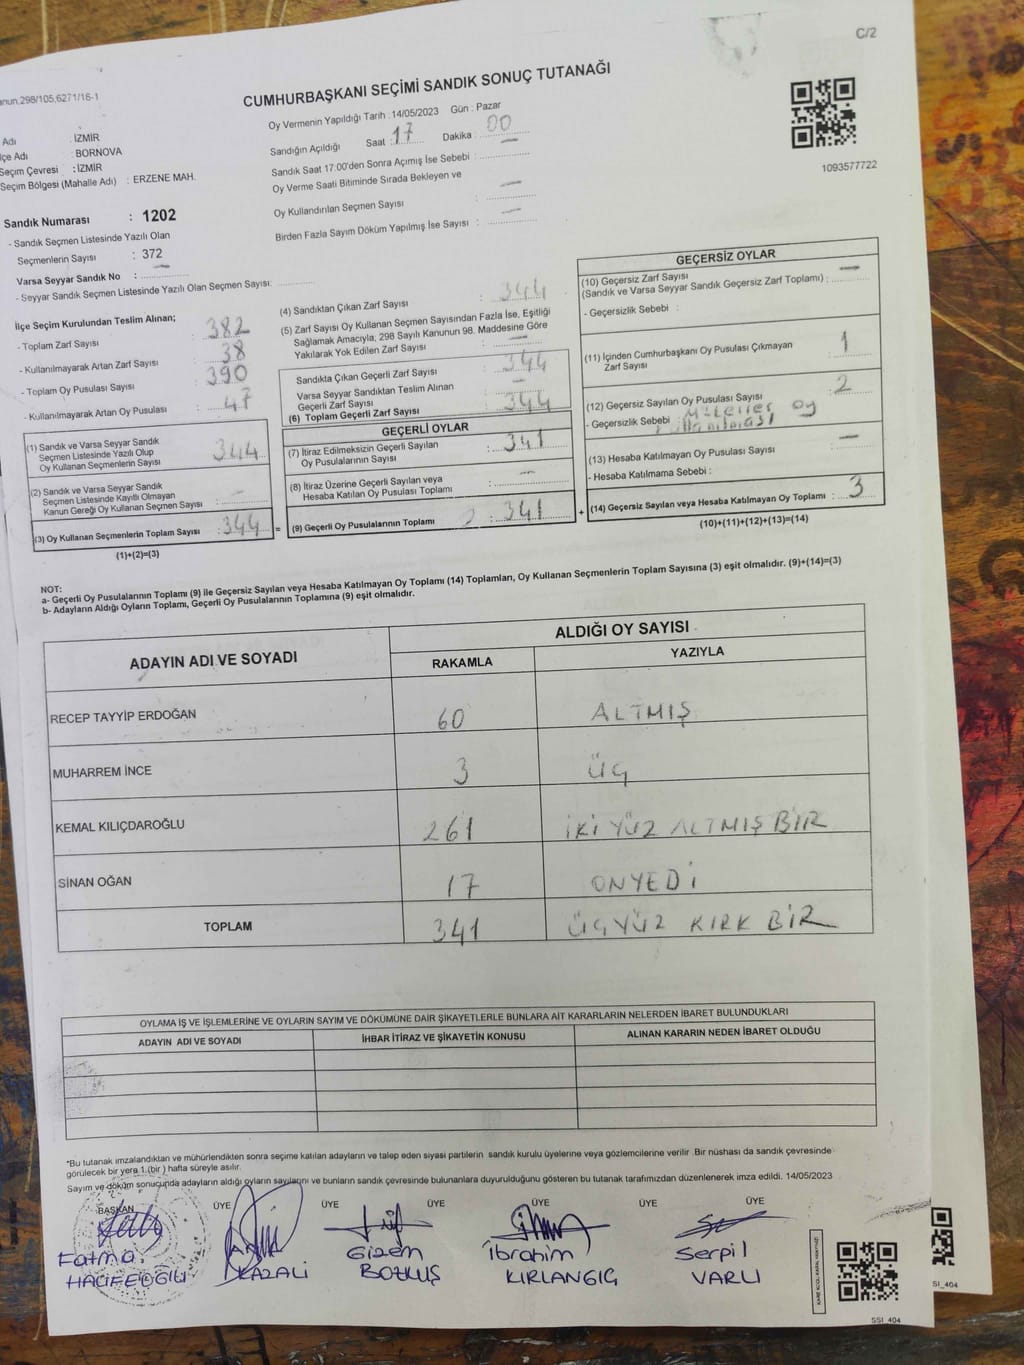 C/2
CUMHURBAŞKANI SEÇİMİ SANDIK SONUÇ TUTANAĞI
anun.298/105,6271/16-1
Oy Vermenin Yapıldığı Tarih : 14/05/2023 Gün : Pazar
Sandığın Açıldığı Saat : 17 Dakika : 00
Sandık Saat 17:00'den Sonra Açımış İse Sebebi :
Oy Verme Saati Bitiminde Sırada Bekleyen ve
Oy Kullandırılan Seçmen Sayısı :
Birden Fazla Sayım Döküm Yapılmış İse Sayısı :
1093577722
Adı : İZMİR
lçe Adı : BORNOVA
Seçim Çevresi : İZMİR
Seçim Bölgesi (Mahalle Adı) : ERZENE MAH.
Sandık Numarası : 1202
- Sandık Seçmen Listesinde Yazılı Olan
Seçmenlerin Sayısı : 372
Varsa Seyyar Sandık No :
- Seyyar Sandık Seçmen Listesinde Yazılı Olan Seçmen Sayısı:
İlçe Seçim Kurulundan Teslim Alınan;
- Toplam Zarf Sayısı : 382
- Kullanılmayarak Artan Zarf Sayısı : 38
- Toplam Oy Pusulası Sayısı : 390
- Kullanılmayarak Artan Oy Pusulası : 47
(1) Sandık ve Varsa Seyyar Sandık
Seçmen Listesinde Yazılı Olup
Oy Kullanan Seçmenlerin Sayısı : 344
(2) Sandık ve Varsa Seyyar Sandık
Seçmen Listesinde Kayıtlı Olmayan
Kanun Gereği Oy Kullanan Seçmen Sayısı :
(3) Oy Kullanan Seçmenlerin Toplam Sayısı : 344 =
(1)+(2)=(3)
(4) Sandıktan Çıkan Zarf Sayısı : 344
(5) Zarf Sayısı Oy Kullanan Seçmen Sayısından Fazla İse, Eşitliği
Sağlamak Amacıyla; 298 Sayılı Kanunun 98. Maddesine Göre
Yakılarak Yok Edilen Zarf Sayısı :
Sandıkta Çıkan Geçerli Zarf Sayısı : 344
Varsa Seyyar Sandıktan Teslim Alınan
Geçerli Zarf Sayısı :
(6) Toplam Geçerli Zarf Sayısı : 344
GEÇERLİ OYLAR
(7) İtiraz Edilmeksizin Geçerli Sayılan
Oy Pusulalarının Sayısı : 341
(8) İtiraz Üzerine Geçerli Sayılan veya
Hesaba Katılan Oy Pusulası Toplamı :
(9) Geçerli Oy Pusulalarının Toplamı : 341 +
GEÇERSİZ OYLAR
(10) Geçersiz Zarf Sayısı
(Sandık ve Varsa Seyyar Sandık Geçersiz Zarf Toplamı) :
- Geçersizlik Sebebi :
(11) İçinden Cumhurbaşkanı Oy Pusulası Çıkmayan
Zarf Sayısı : 1
(12) Geçersiz Sayılan Oy Pusulası Sayısı : 2
- Geçersizlik Sebebi : oy
(13) Hesaba Katılmayan Oy Pusulası Sayısı :
- Hesaba Katılmama Sebebi :
(14) Geçersiz Sayılan veya Hesaba Katılmayan Oy Toplamı : 3
(10)+(11)+(12)+(13)=(14)
NOT:
a- Geçerli Oy Pusulalarının Toplamı (9) ile Geçersiz Sayılan veya Hesaba Katılmayan Oy Toplamı (14) Toplamları, Oy Kullanan Seçmenlerin Toplam Sayısına (3) eşit olmalıdır. (9)+(14)=(3)
b- Adayların Aldığı Oyların Toplamı, Geçerli Oy Pusulalarının Toplamına (9) eşit olmalıdır.
ADAYIN ADI VE SOYADI ALDIĞI OY SAYISI
RAKAMLA YAZIYLA
RECEP TAYYİP ERDOĞAN 60 ALTMIŞ
MUHARREM İNCE 3 ÜÇ
KEMAL KILIÇDAROĞLU 261 İKİ YÜZ ALTMIŞ BİR
SİNAN OĞAN 17 ONYEDİ
TOPLAM 341 ÜÇYÜZ KIRK BİR
OYLAMA İŞ VE İŞLEMLERİNE VE OYLARIN SAYIM VE DÖKÜMÜNE DAİR ŞİKAYETLERLE BUNLARA AİT KARARLARIN NELERDEN İBARET BULUNDUKLARI
ADAYIN ADI VE SOYADI İHBAR İTİRAZ VE ŞİKAYETİN KONUSU ALINAN KARARIN NEDEN İBARET OLDUĞU
*Bu tutanak imzalandıktan ve mühürlendikten sonra seçime katılan adayların ve talep eden siyasi partilerin sandık kurulu üyelerine veya gözlemcilerine verilir. Bir nüshası da sandık çevresinde
görülecek bir yere 1.(bir) hafta süreyle asılır.
Sayım ve döküm sonucunda adayların aldığı oyların sayılarını ve bunların sandık çevresinde bulunanlara duyurulduğunu gösteren bu tutanak tarafımızdan düzenlenerek imza edildi. 14/05/2023
BAŞKAN ÜYE ÜYE ÜYE ÜYE ÜYE ÜYE
Fatma Gizem İbrahim Serpil
HACIFEOĞLU KAZALI BOZKUŞ KIRLANGIÇ VARLI
SSI_404
SI_404